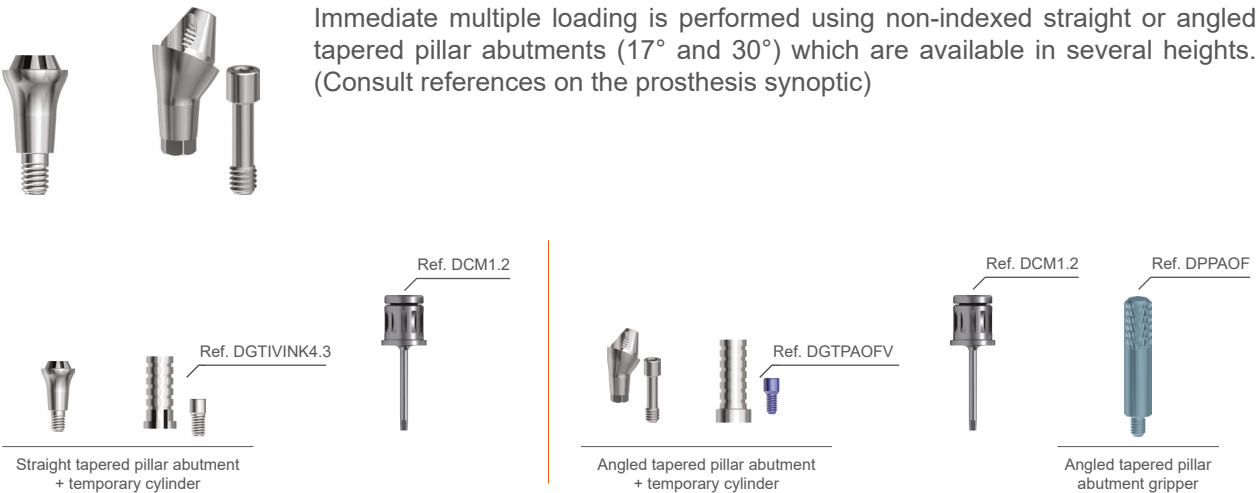 Immediate multiple loading is performed using non-indexed straight or angled
tapered pillar abutments (17° and 30°) which are available in several heights.
(Consult references on the prosthesis synoptic)
Ref. DCM1.2
Ref. DGTIVINK4.3
Straight tapered pillar abutment
+ temporary cylinder
Ref. DCM1.2
Ref. DPPAOF
Ref. DGTPAOFV
Angled tapered pillar abutment
+ temporary cylinder
Angled tapered pillar
abutment gripper